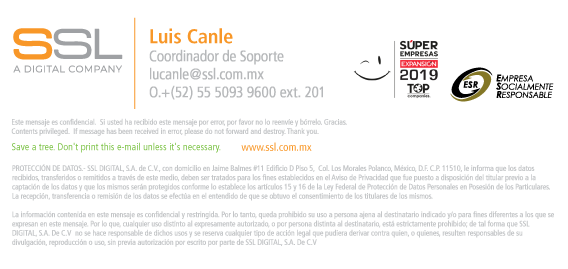 SSL
A DIGITAL COMPANY
Luis Canle
Coordinador de Soporte
lucanle@ssl.com.mx
O.+(52) 55 5093 9600 ext. 201
SÚPER
EMPRESAS
EXPANSIÓN
2019
TOP
companies.
ESR
EMPRESA
SOCIALMENTE
RESPONSABLE
Este mensaje es confidencial. Si usted ha recibido este mensaje por error, por favor no lo reenvíe y bórrelo. Gracias.
Contents privileged. If message has been received in error, please do not forward and destroy. Thank you.
Save a tree. Don't print this e-mail unless it's necessary. www.ssl.com.mx
PROTECCIÓN DE DATOS.- SSL DIGITAL, S.A. de C.V., con domicilio en Jaime Balmes #11 Edificio D Piso 5, Col. Los Morales Polanco, México, D.F. C.P. 11510, le informa que los datos
recibidos, transferidos o remitidos a través de este medio, deben ser tratados para los fines establecidos en el Aviso de Privacidad que fue puesto a disposición del titular previo a la
captación de los datos y que los mismos serán protegidos conforme lo establece los artículos 15 y 16 de la Ley Federal de Protección de Datos Personales en Posesión de los Particulares.
La recepción, transferencia o remisión de los datos se efectúa en el entendido de que se obtuvo el consentimiento de los titulares de los mismos.
La información contenida en este mensaje es confidencial y restringida. Por lo tanto, queda prohibido su uso a persona ajena al destinatario indicado y/o para fines diferentes a los que se
expresan en este mensaje. Por lo que, cualquier uso distinto al expresamente autorizado, o por persona distinta al destinatario, está estrictamente prohibido; de tal forma que SSL
DIGITAL, S.A. De C.V no se hace responsable de dichos usos y se reserva cualquier tipo de acción legal que pudiera derivar contra quien, o quienes, resulten responsables de su
divulgación, reproducción o uso, sin previa autorización por escrito por parte de SSL DIGITAL, S.A. De C.V